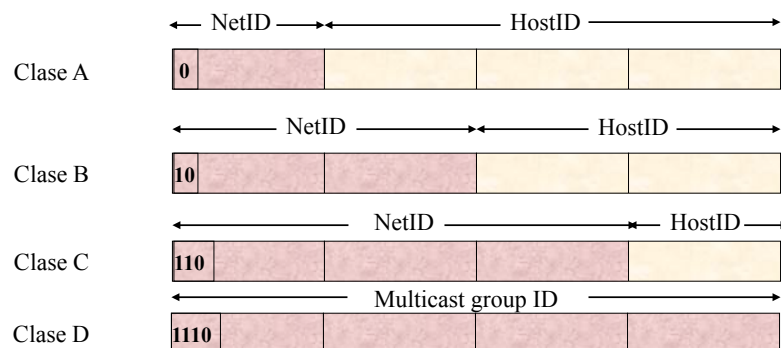 NetID HostID
Clase A 0
NetID HostID
Clase B 10
NetID HostID
Clase C 110
Multicast group ID
Clase D 1110